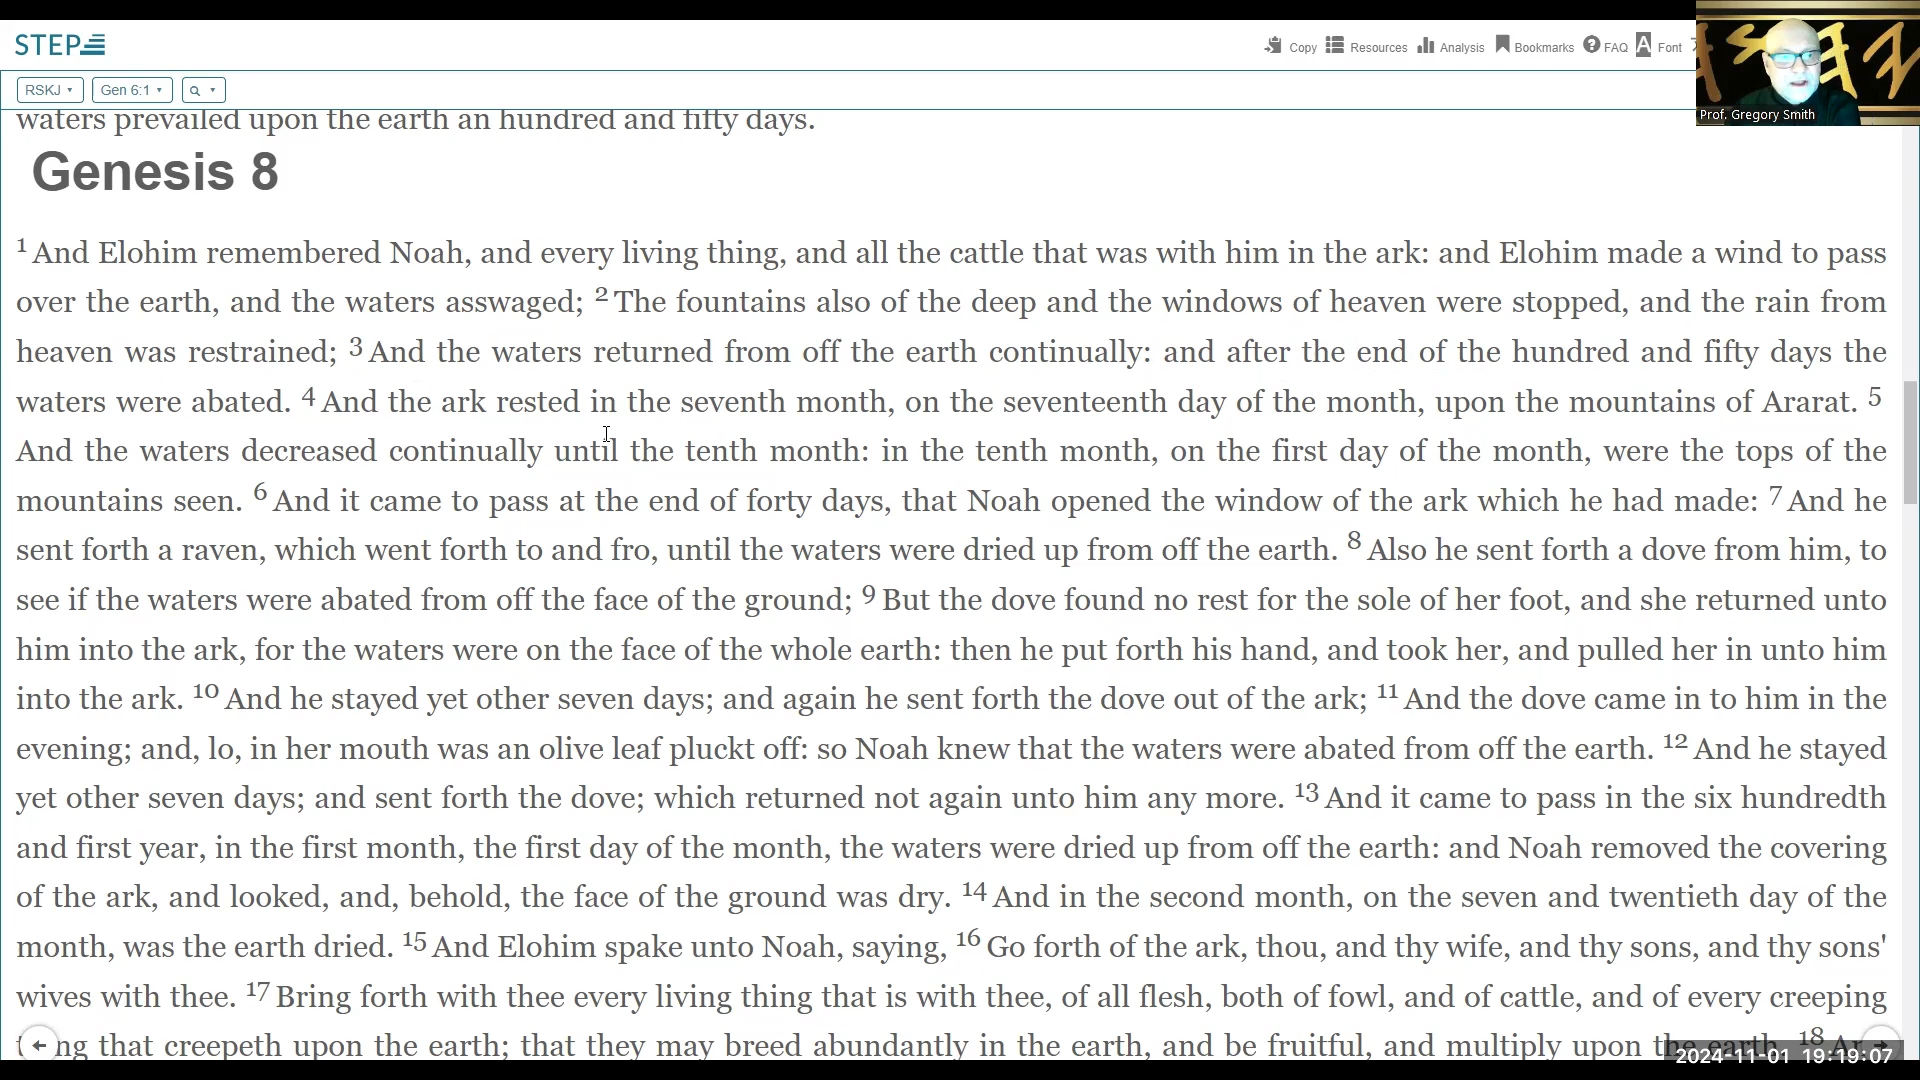 STEP
Copy Resources Analysis Bookmarks FAQ Font
Prof. Gregory Smith
RSKJ Gen 6:1
waters prevailed upon the earth an hundred and fifty days.
Genesis 8
1 And Elohim remembered Noah, and every living thing, and all the cattle that was with him in the ark: and Elohim made a wind to pass
over the earth, and the waters asswaged; 2 The fountains also of the deep and the windows of heaven were stopped, and the rain from
heaven was restrained; 3 And the waters returned from off the earth continually: and after the end of the hundred and fifty days the
waters were abated. 4 And the ark rested in the seventh month, on the seventeenth day of the month, upon the mountains of Ararat. 5
And the waters decreased continually until the tenth month: in the tenth month, on the first day of the month, were the tops of the
mountains seen. 6 And it came to pass at the end of forty days, that Noah opened the window of the ark which he had made: 7 And he
sent forth a raven, which went forth to and fro, until the waters were dried up from off the earth. 8 Also he sent forth a dove from him, to
see if the waters were abated from off the face of the ground; 9 But the dove found no rest for the sole of her foot, and she returned unto
him into the ark, for the waters were on the face of the whole earth: then he put forth his hand, and took her, and pulled her in unto him
into the ark. 10 And he stayed yet other seven days; and again he sent forth the dove out of the ark; 11 And the dove came in to him in the
evening; and, lo, in her mouth was an olive leaf pluckt off: so Noah knew that the waters were abated from off the earth. 12 And he stayed
yet other seven days; and sent forth the dove; which returned not again unto him any more. 13 And it came to pass in the six hundredth
and first year, in the first month, the first day of the month, the waters were dried up from off the earth: and Noah removed the covering
of the ark, and looked, and, behold, the face of the ground was dry. 14 And in the second month, on the seven and twentieth day of the
month, was the earth dried. 15 And Elohim spake unto Noah, saying, 16 Go forth of the ark, thou, and thy wife, and thy sons, and thy sons'
wives with thee. 17 Bring forth with thee every living thing that is with thee, of all flesh, both of fowl, and of cattle, and of every creeping
that creepeth upon the earth; that they may breed abundantly in the earth, and be fruitful, and multiply upon the earth. 18
2024-11-01 19:19:07